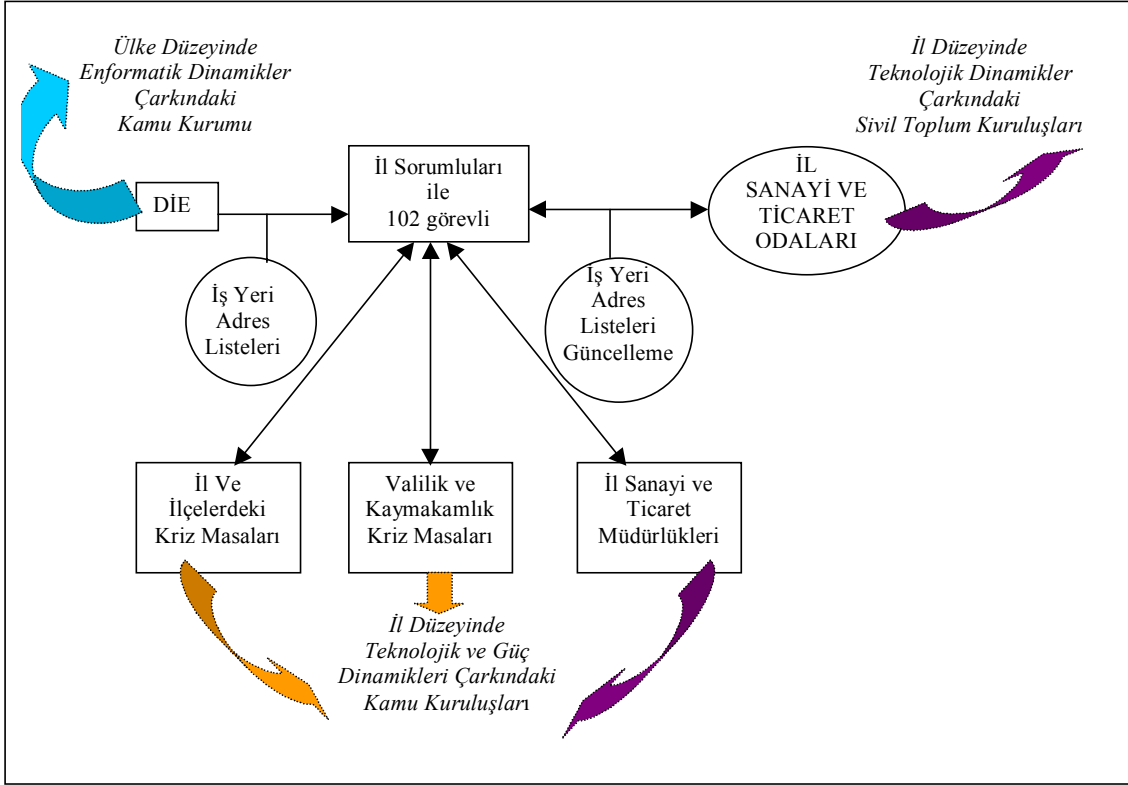 Ülke Düzeyinde
Enformatik Dinamikler
Çarkındaki
Kamu Kurumu
İl Düzeyinde
Teknolojik Dinamikler
Çarkındaki
Sivil Toplum Kuruluşları
DİE
İl Sorumluları
ile
102 görevli
İL
SANAYİ VE
TİCARET
ODALARI
İş Yeri
Adres
Listeleri
İş Yeri
Adres
Listeleri
Güncelleme
İl Ve
İlçelerdeki
Kriz Masaları
Valilik ve
Kaymakamlık
Kriz Masaları
İl Sanayi ve
Ticaret
Müdürlükleri
İl Düzeyinde
Teknolojik ve Güç
Dinamikleri Çarkındaki
Kamu Kuruluşları